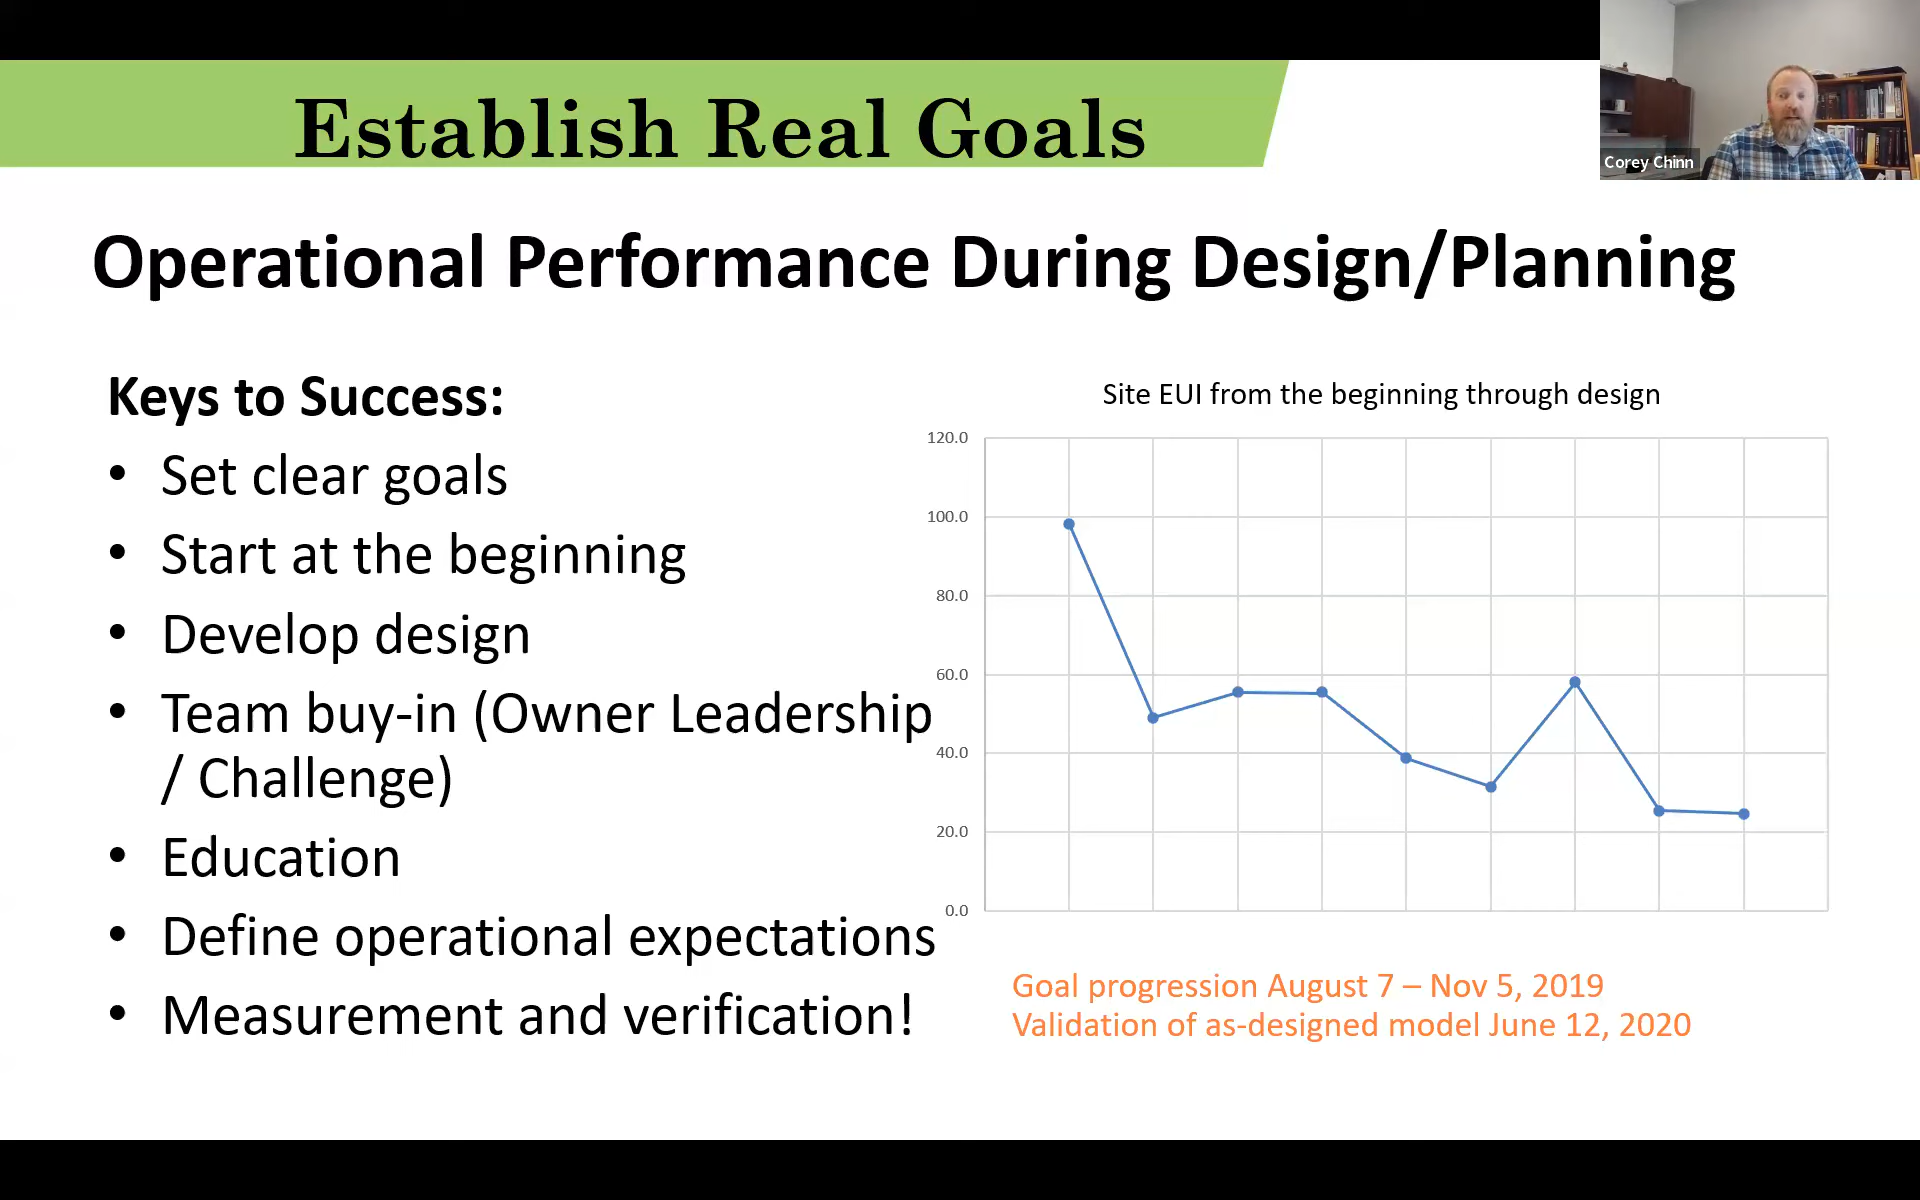 Establish Real Goals
Corey Chinn
Operational Performance During Design/Planning
Keys to Success:
• Set clear goals
• Start at the beginning
• Develop design
• Team buy-in (Owner Leadership
/ Challenge)
• Education
• Define operational expectations
• Measurement and verification!
Site EUI from the beginning through design
120.0
100.0
80.0
60.0
40.0
20.0
0.0
Goal progression August 7 – Nov 5, 2019
Validation of as-designed model June 12, 2020